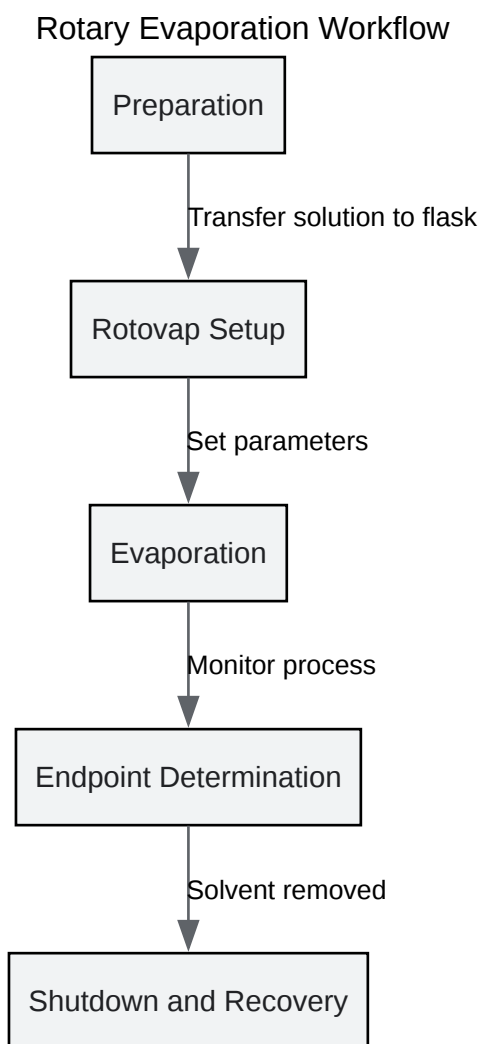 Rotary Evaporation Workflow
Preparation
Transfer solution to flask
Rotovap Setup
Set parameters
Evaporation
Monitor process
Endpoint Determination
Solvent removed
Shutdown and Recovery